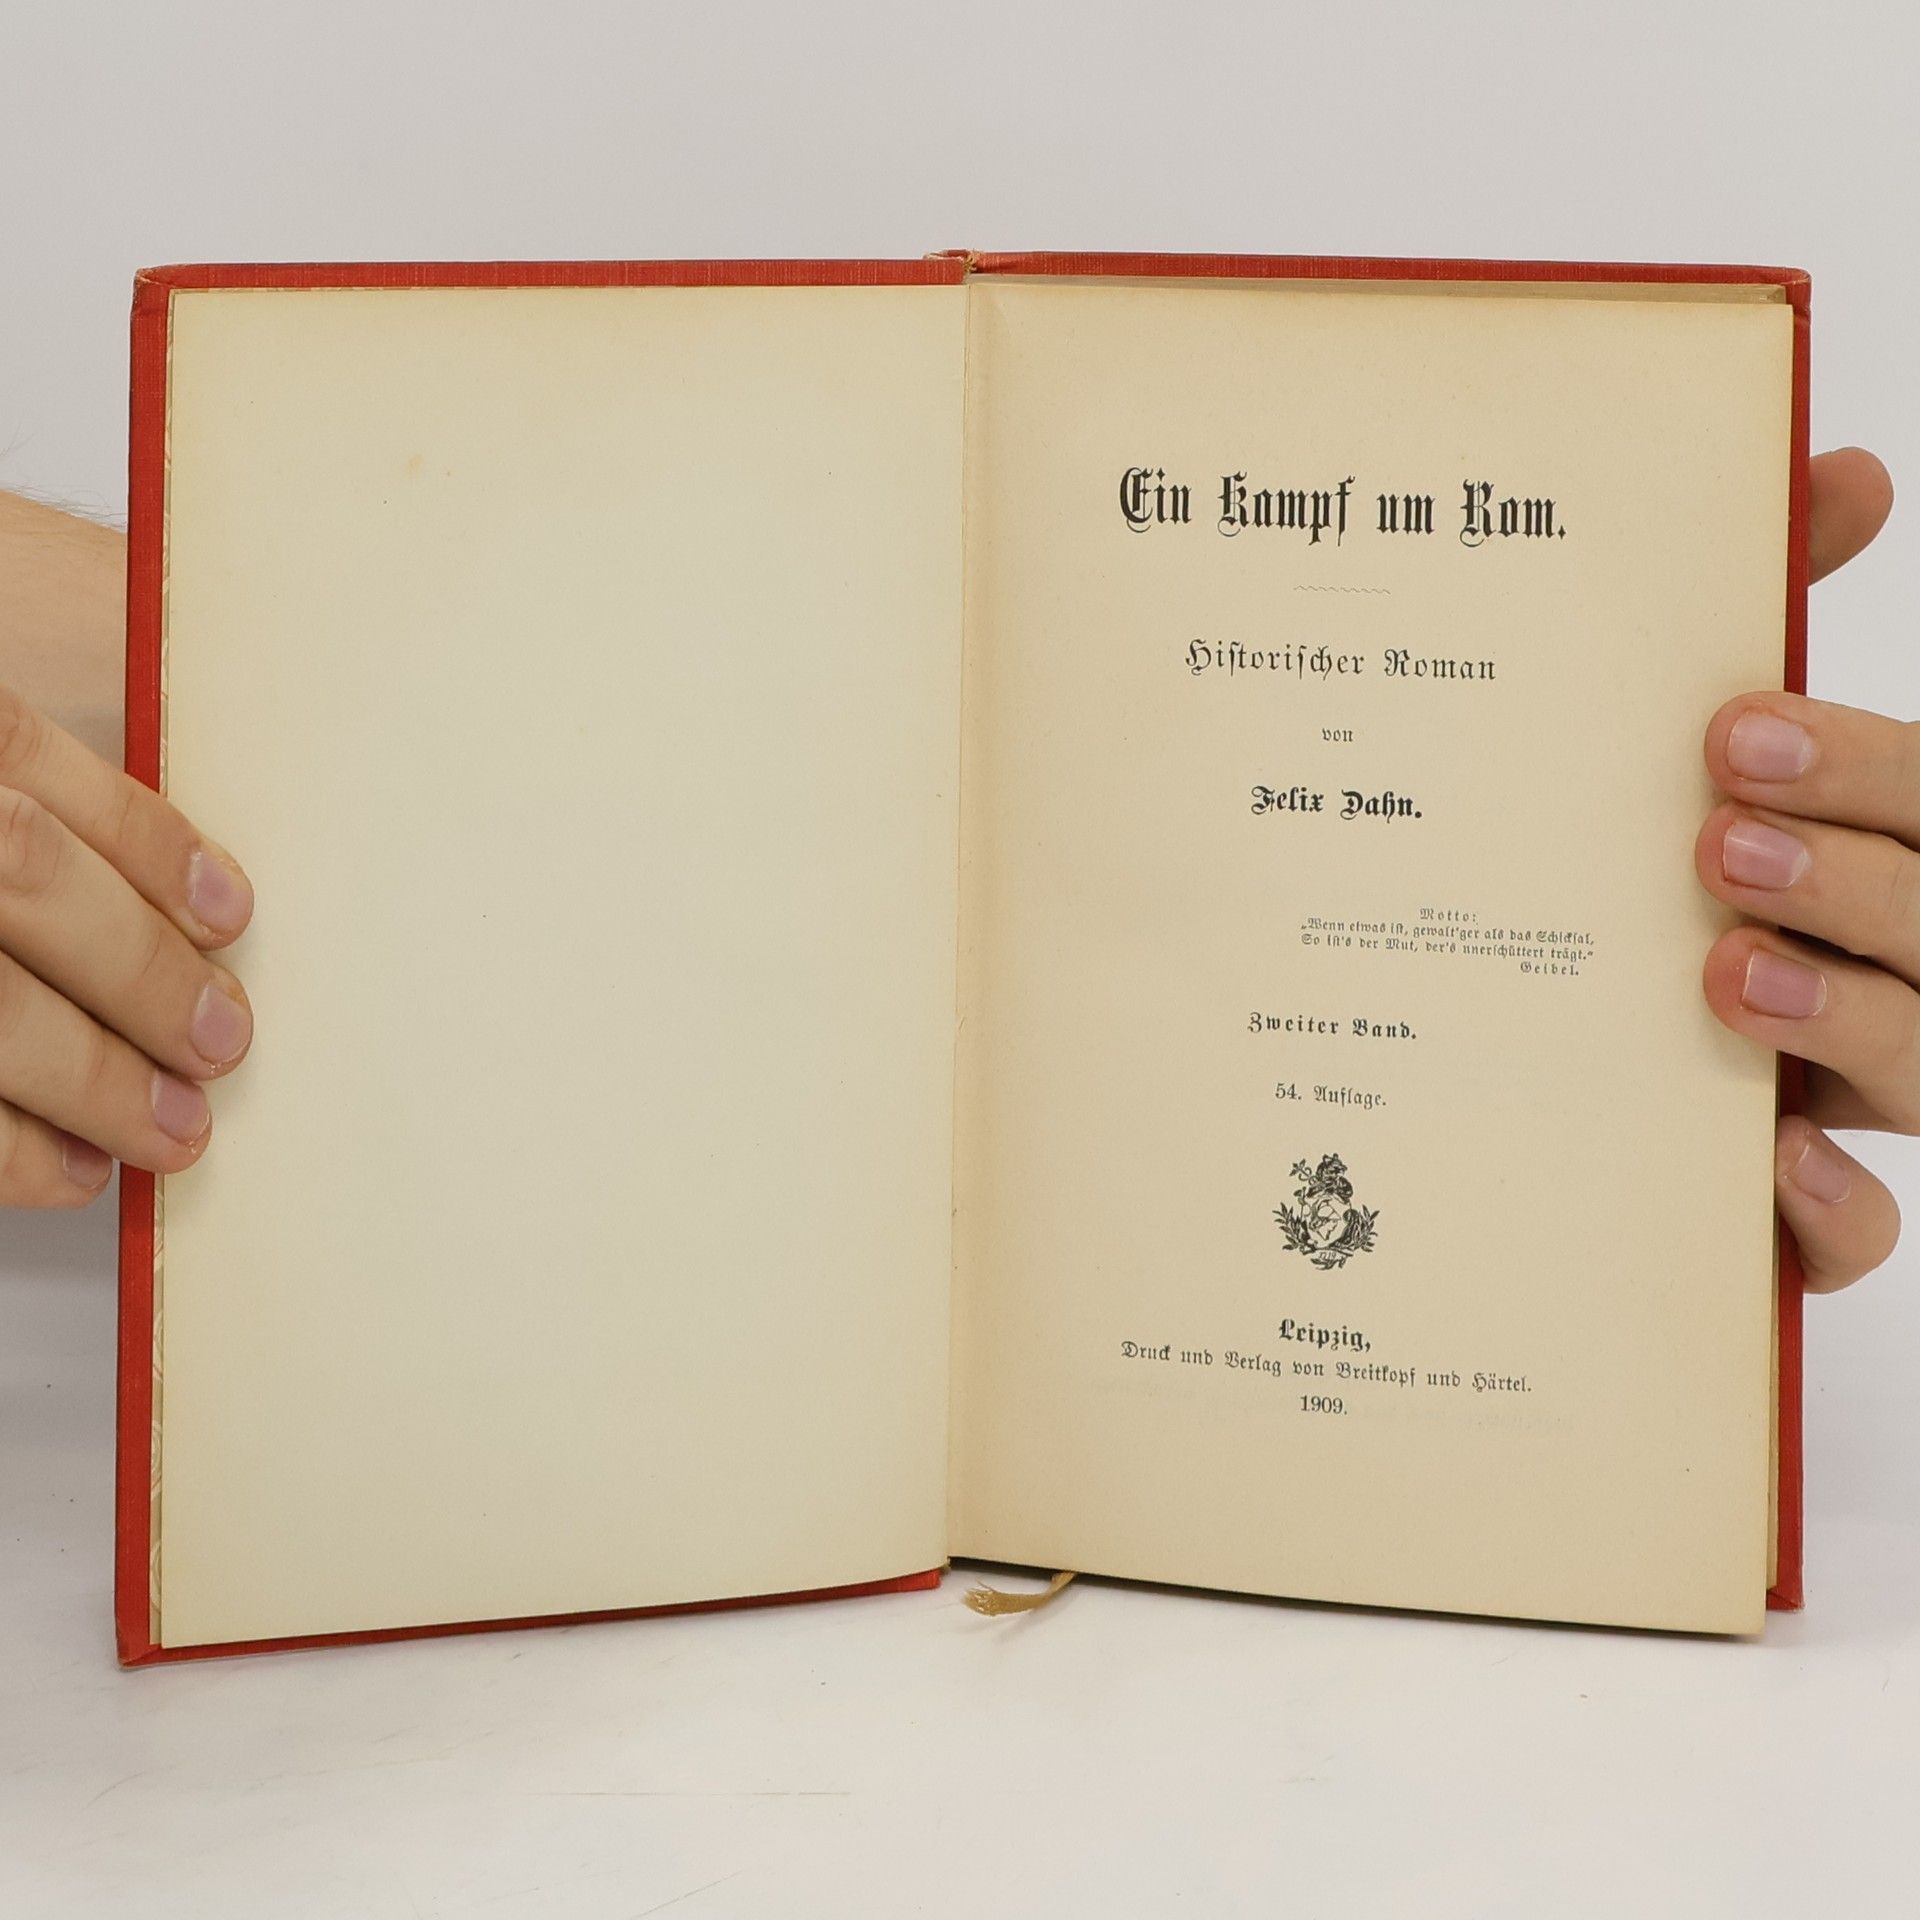 Ein Kampf um Rom.
Hiſtoriſcher Roman
von
Felix Dahn.
Motto:
„Wenn etwas iſt, gewalt'ger als das Schickſal,
So iſt's der Mut, der's unerſchüttert trägt.“
Geibel.
Zweiter Band.
54. Auflage.
1719
Leipzig,
Druck und Verlag von Breitkopf und Härtel.
1909.